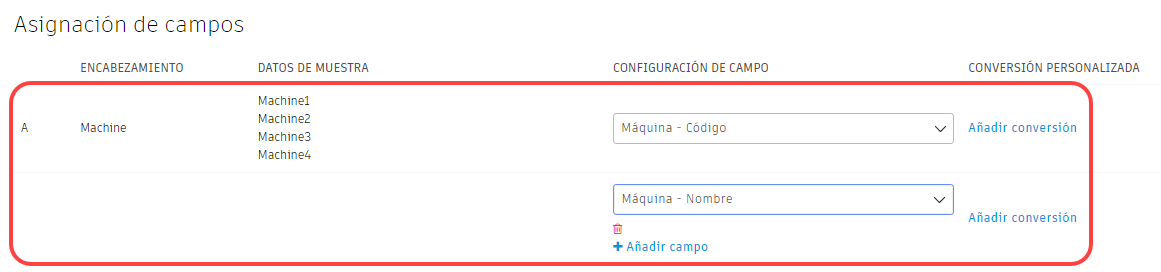 Asignación de campos
ENCABEZAMIENTO DATOS DE MUESTRA CONFIGURACIÓN DE CAMPO CONVERSIÓN PERSONALIZADA
A Machine Machine1 Máquina - Código Añadir conversión
Machine2
Machine3
Machine4
Máquina - Nombre Añadir conversión
+ Añadir campo